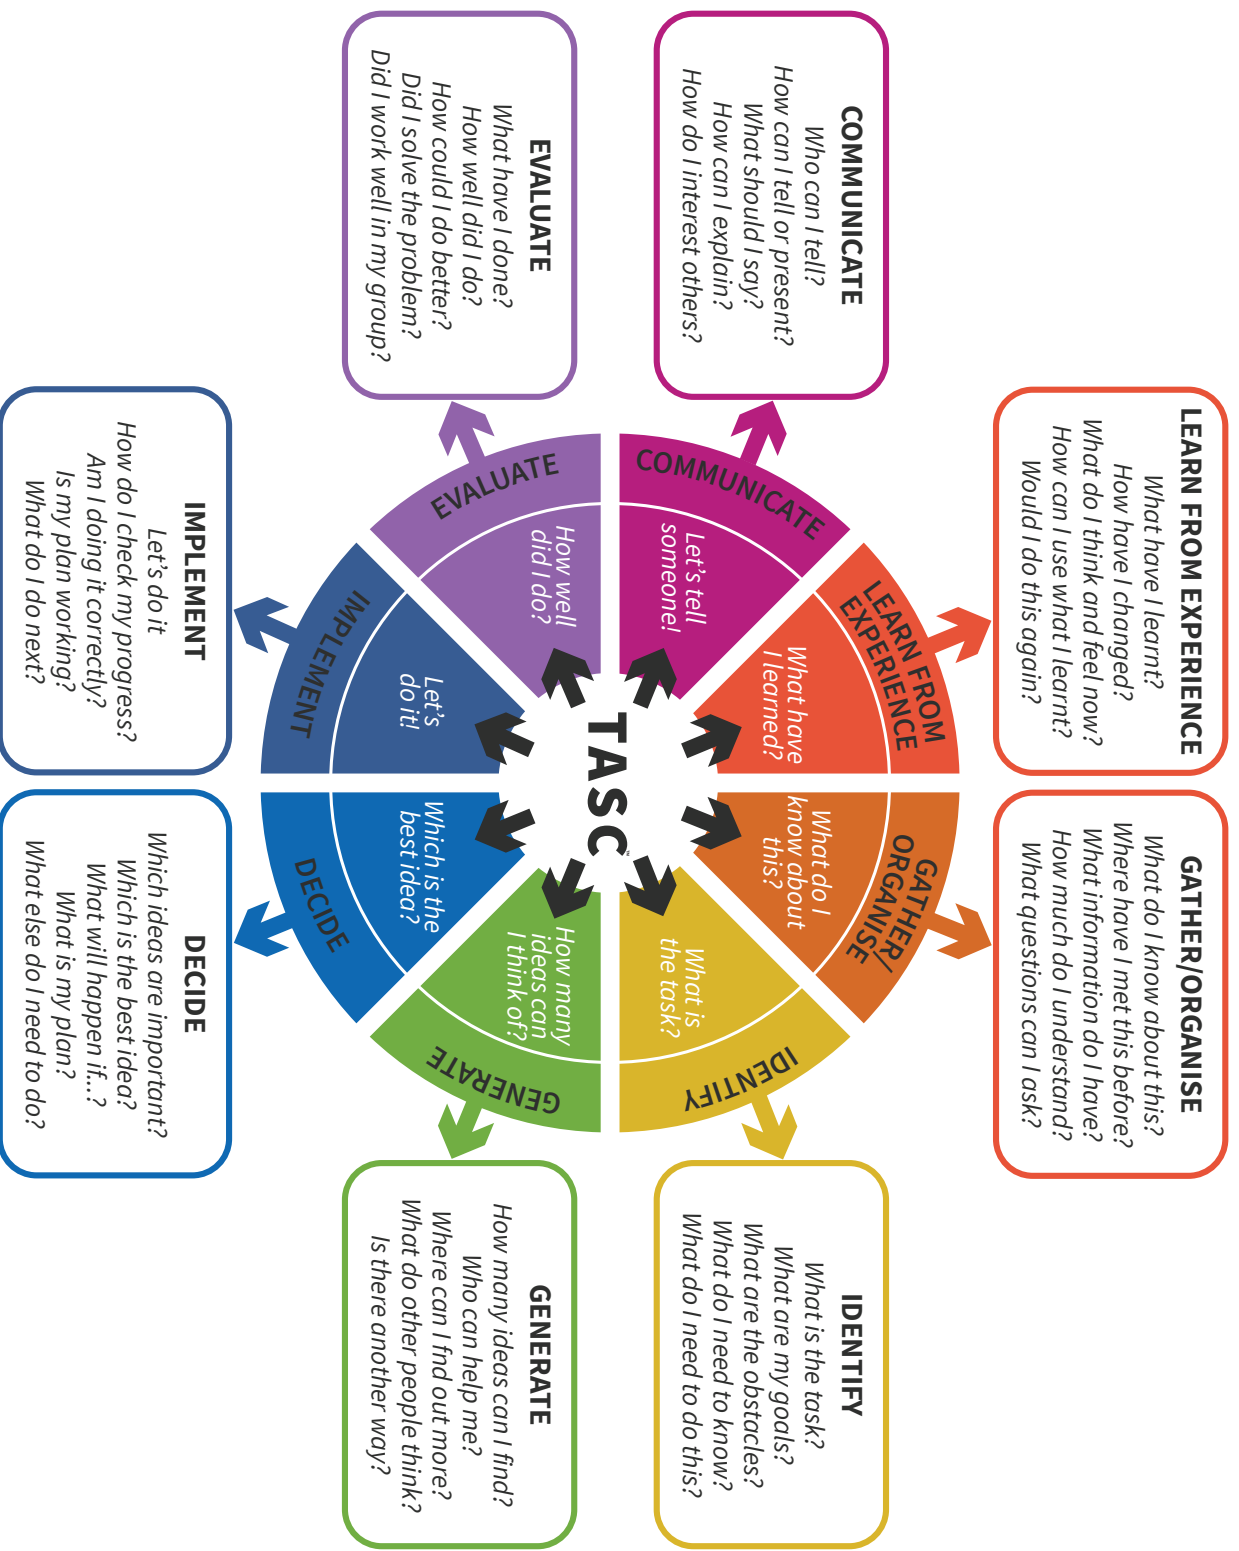 LEARN FROM EXPERIENCE
What have I learnt?
How have I changed?
What do I think and feel now?
How can I use what I learnt?
Would I do this again?
GATHER/ORGANISE
What do I know about this?
Where have I met this before?
What information do I have?
How much do I understand?
What questions can I ask?
COMMUNICATE
Who can I tell?
How can I tell or present?
What should I say?
How can I explain?
How do I interest others?
IDENTIFY
What is the task?
What are my goals?
What are the obstacles?
What do I need to know?
What do I need to do this?
EVALUATE
What have I done?
How well did I do?
How could I do better?
Did I solve the problem?
Did I work well in my group?
GENERATE
How many ideas can I find?
Who can help me?
Where can I fnd out more?
What do other people think?
Is there another way?
IMPLEMENT
Let's do it
How do I check my progress?
Am I doing it correctly?
Is my plan working?
What do I do next?
DECIDE
Which ideas are important?
Which is the best idea?
What will happen if...?
What is my plan?
What else do I need to do?
LEARN FROM
EXPERIENCE
What have
I learned?
GATHER/
ORGANISE
What do I
know about
this?
IDENTIFY
What is
the task?
GENERATE
How many
ideas can
I think of?
DECIDE
Which is the
best idea?
IMPLEMENT
Let's
do it!
EVALUATE
How well
did I do?
COMMUNICATE
Let's tell
someone!
TASC™